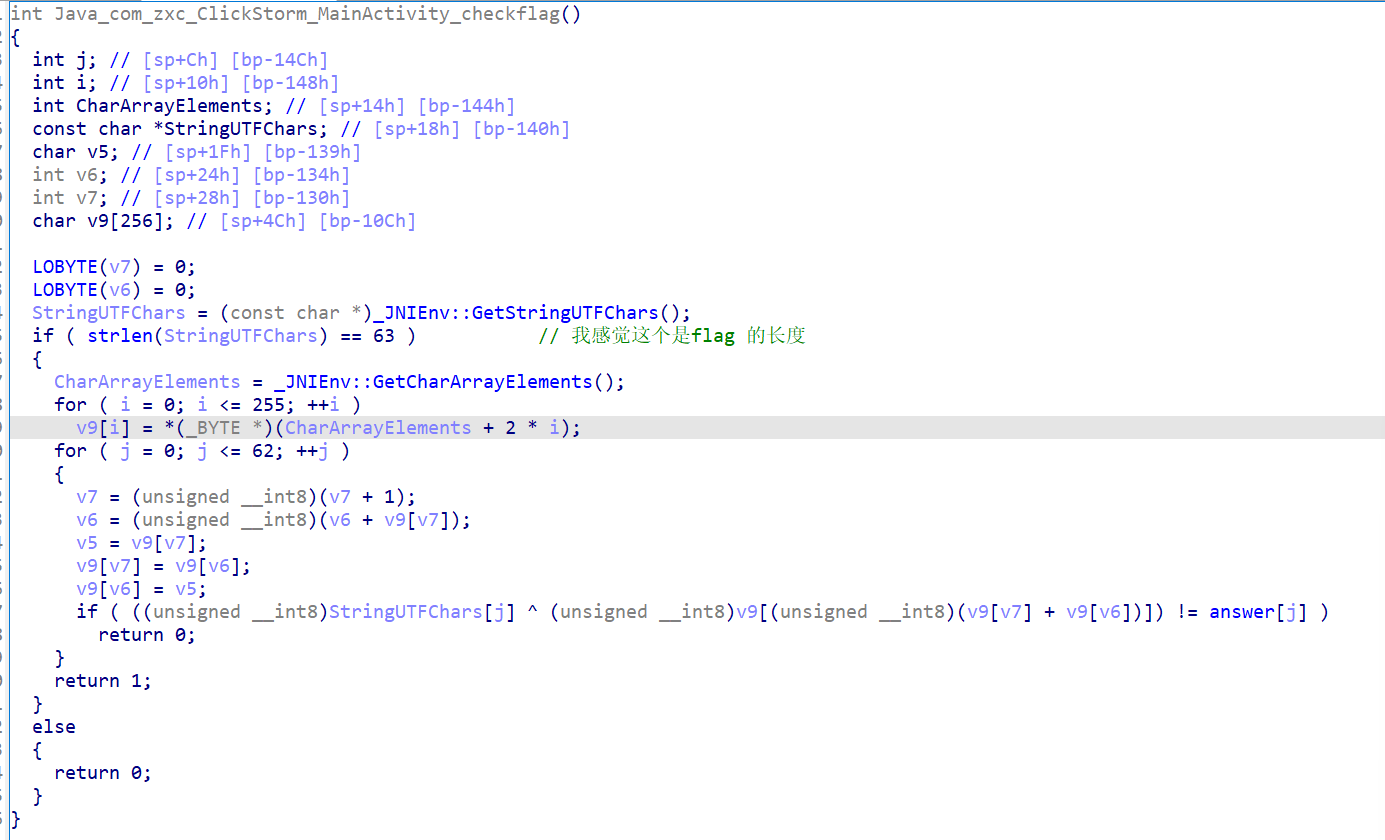 int Java_com_zxc_ClickStorm_MainActivity_checkflag()
{
  int j; // [sp+Ch] [bp-14Ch]
  int i; // [sp+10h] [bp-148h]
  int CharArrayElements; // [sp+14h] [bp-144h]
  const char *StringUTFChars; // [sp+18h] [bp-140h]
  char v5; // [sp+1Fh] [bp-139h]
  int v6; // [sp+24h] [bp-134h]
  int v7; // [sp+28h] [bp-130h]
  char v9[256]; // [sp+4Ch] [bp-10Ch]

  LOBYTE(v7) = 0;
  LOBYTE(v6) = 0;
  StringUTFChars = (const char *)_JNIEnv::GetStringUTFChars();
  if ( strlen(StringUTFChars) == 63 )           // 我感觉这个是flag 的长度
  {
    CharArrayElements = _JNIEnv::GetCharArrayElements();
    for ( i = 0; i <= 255; ++i )
      v9[i] = *(_BYTE *)(CharArrayElements + 2 * i);
    for ( j = 0; j <= 62; ++j )
    {
      v7 = (unsigned __int8)(v7 + 1);
      v6 = (unsigned __int8)(v6 + v9[v7]);
      v5 = v9[v7];
      v9[v7] = v9[v6];
      v9[v6] = v5;
      if ( ((unsigned __int8)StringUTFChars[j] ^ (unsigned __int8)v9[(unsigned __int8)(v9[v7] + v9[v6])]) != answer[j] )
        return 0;
    }
    return 1;
  }
  else
  {
    return 0;
  }
}